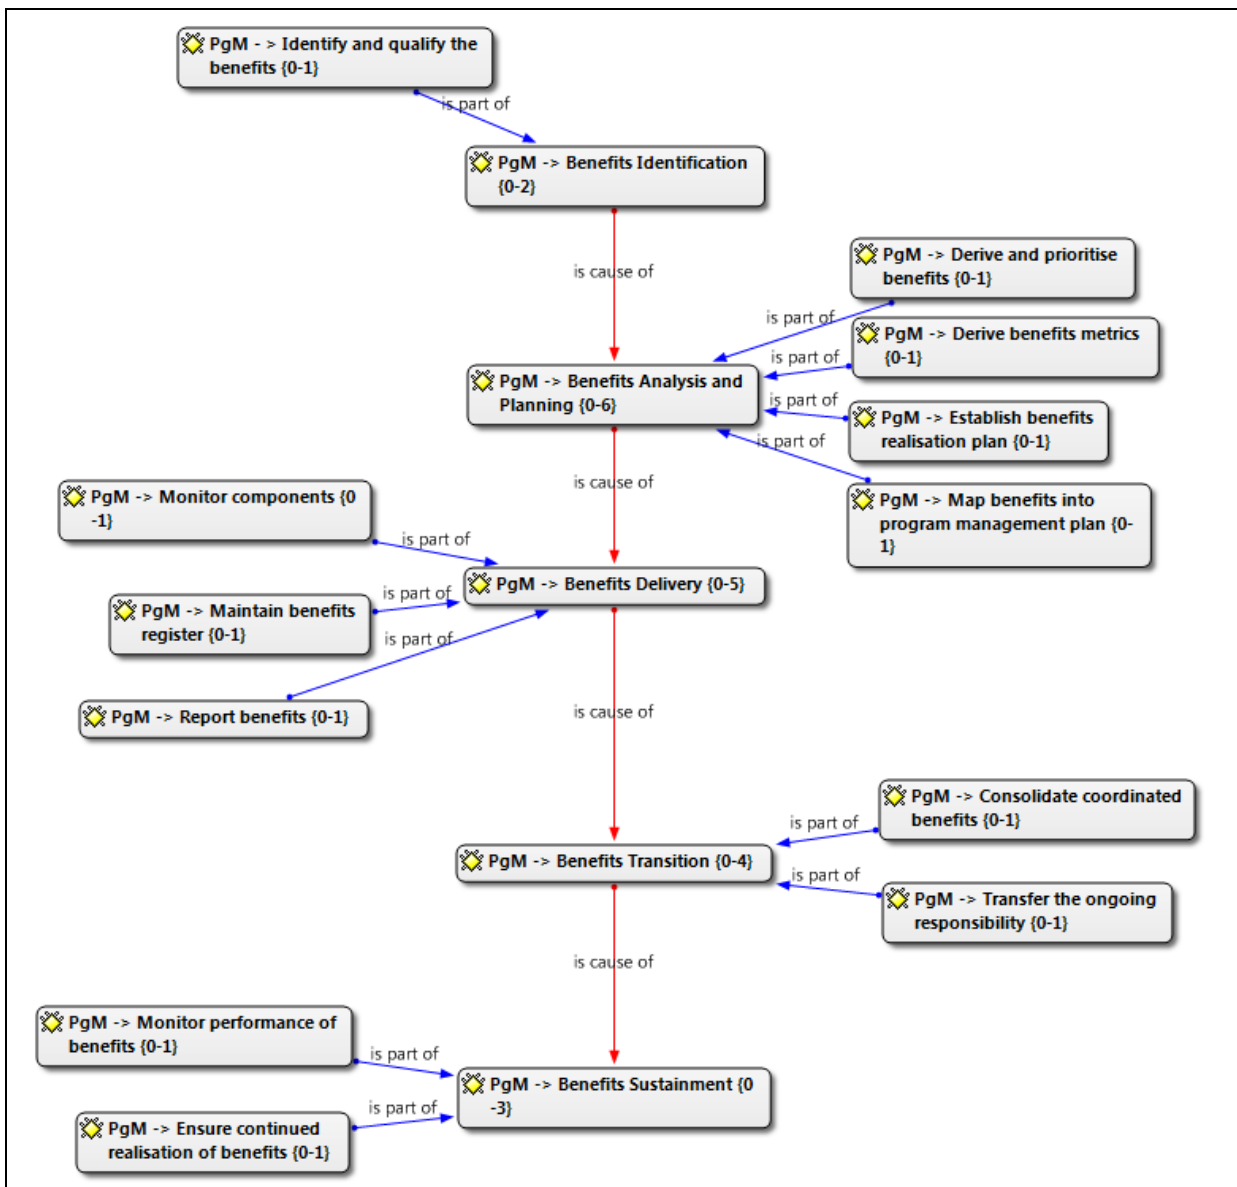 PgM - > Identify and qualify the
benefits {0-1}
is part of
PgM -> Benefits Identification
{0-2}
is cause of
PgM -> Derive and prioritise
benefits {0-1}
is part of
PgM -> Derive benefits metrics
{0-1}
is part of
PgM -> Benefits Analysis and
Planning {0-6}
is part of
PgM -> Establish benefits
realisation plan {0-1}
is part of
PgM -> Map benefits into
program management plan {0-
1}
is cause of
PgM -> Monitor components {0
-1}
is part of
PgM -> Benefits Delivery {0-5}
PgM -> Maintain benefits
register {0-1}
is part of
is part of
PgM -> Report benefits {0-1}
is cause of
PgM -> Consolidate coordinated
benefits {0-1}
is part of
PgM -> Benefits Transition {0-4}
is part of
PgM -> Transfer the ongoing
responsibility {0-1}
is cause of
PgM -> Monitor performance of
benefits {0-1}
is part of
PgM -> Benefits Sustainment {0
-3}
is part of
PgM -> Ensure continued
realisation of benefits {0-1}